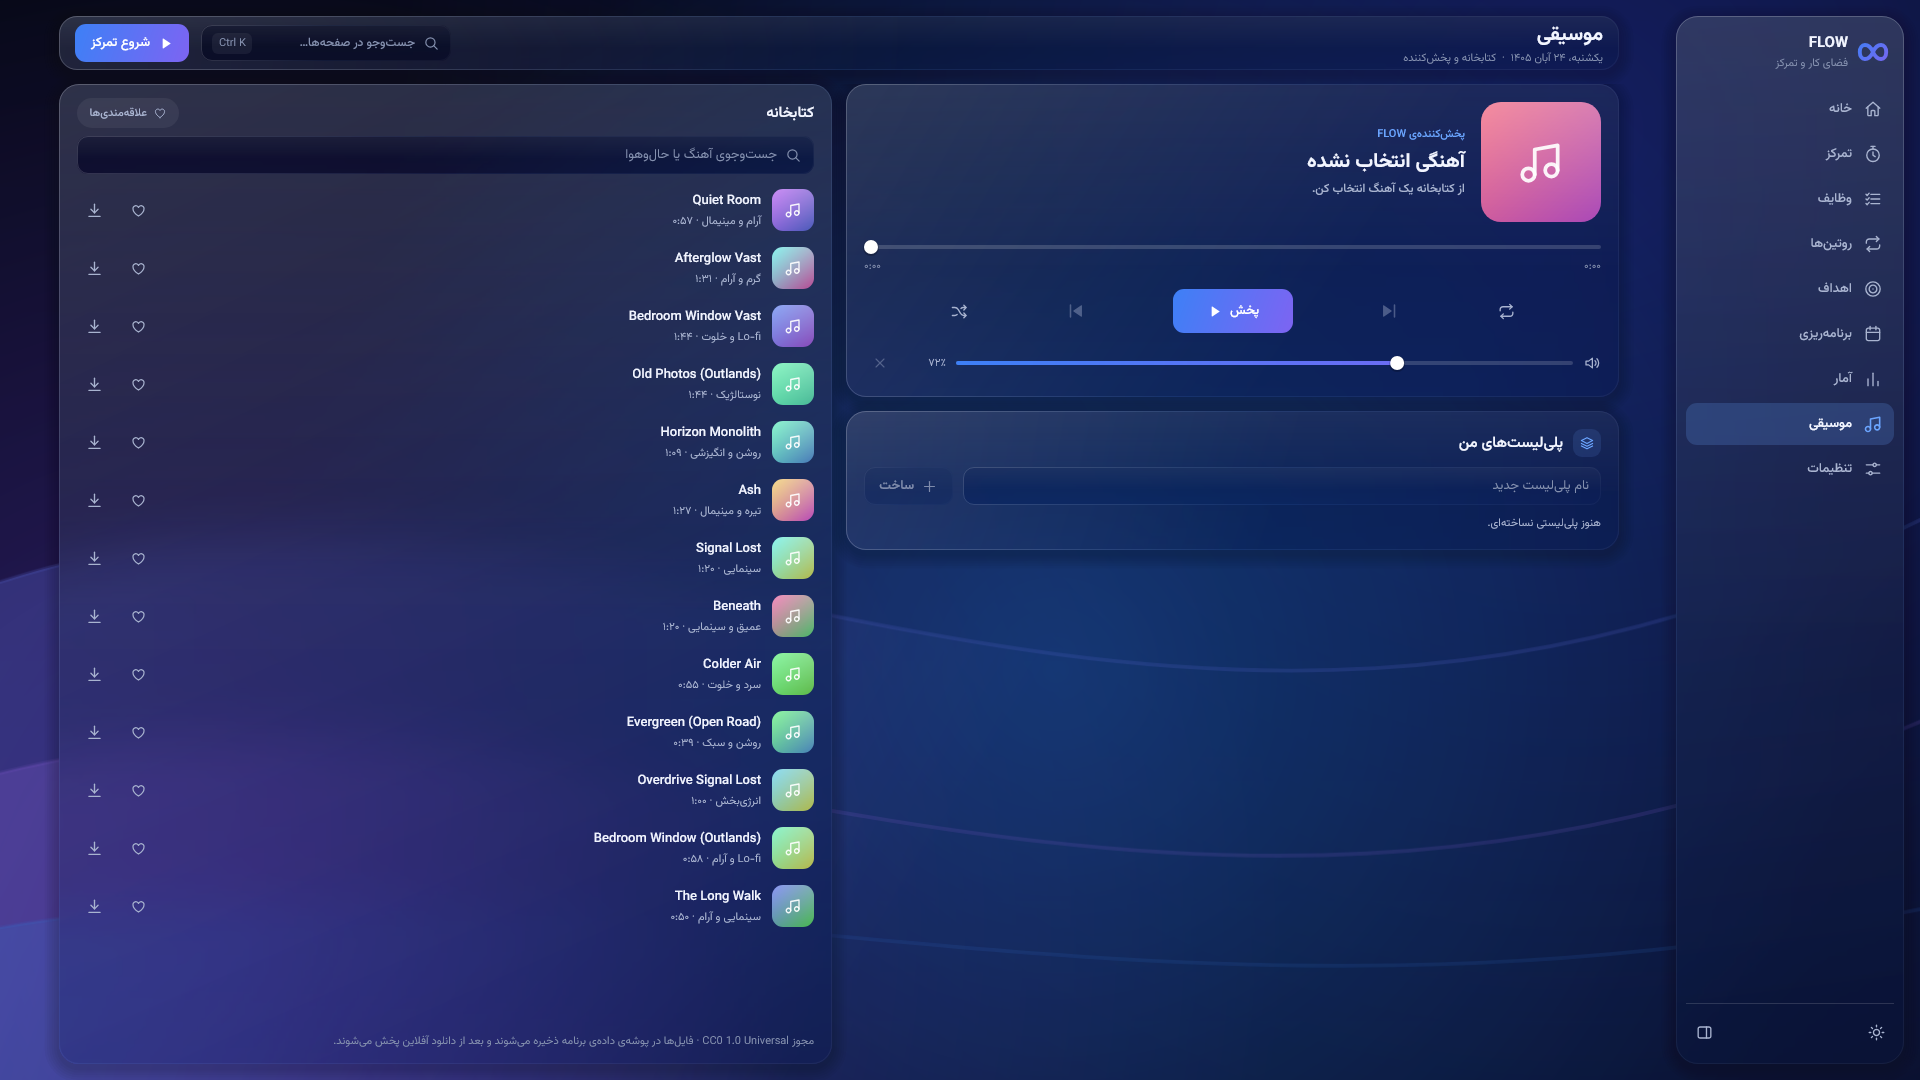 FLOW
فضای کار و تمرکز
خانه
تمرکز
وظایف
روتین‌ها
اهداف
برنامه‌ریزی
آمار
موسیقی
تنظیمات
موسیقی
یکشنبه، ۲۴ آبان ۱۴۰۵ · کتابخانه و پخش‌کننده
جست‌وجو در صفحه‌ها...
Ctrl K
شروع تمرکز
پخش‌کننده‌ی FLOW
آهنگی انتخاب نشده
از کتابخانه یک آهنگ انتخاب کن.
۰:۰۰
۰:۰۰
پخش
۷۲٪
پلی‌لیست‌های من
نام پلی‌لیست جدید
ساخت
هنوز پلی‌لیستی نساخته‌ای.
کتابخانه
علاقه‌مندی‌ها
جست‌وجوی آهنگ یا حال‌وهوا
Quiet Room
آرام و مینیمال · ۰:۵۷
Afterglow Vast
گرم و آرام · ۱:۳۱
Bedroom Window Vast
Lo-fi و خلوت · ۱:۴۴
Old Photos (Outlands)
نوستالژیک · ۱:۴۴
Horizon Monolith
روشن و انگیزشی · ۱:۰۹
Ash
تیره و مینیمال · ۱:۲۷
Signal Lost
سینمایی · ۱:۲۰
Beneath
عمیق و سینمایی · ۱:۲۰
Colder Air
سرد و خلوت · ۰:۵۵
Evergreen (Open Road)
روشن و سبک · ۰:۳۹
Overdrive Signal Lost
انرژی‌بخش · ۱:۰۰
Bedroom Window (Outlands)
Lo-fi و آرام · ۰:۵۸
The Long Walk
سینمایی و آرام · ۰:۵۰
مجوز CC0 1.0 Universal · فایل‌ها در پوشه‌ی داده‌ی برنامه ذخیره می‌شوند و بعد از دانلود آفلاین پخش می‌شوند.